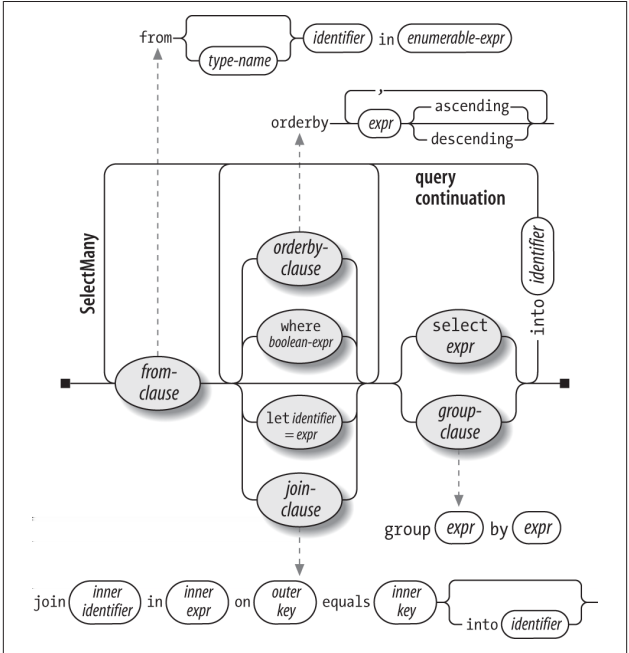 from type-name identifier in enumerable-expr
,
orderby expr ascending
descending
query
continuation
SelectMany
into identifier
orderby-
clause
where
boolean-expr
let identifier
= expr
join-
clause
from-
clause
select
expr
group-
clause
group expr by expr
join inner
identifier in inner
expr on outer
key equals inner
key into identifier